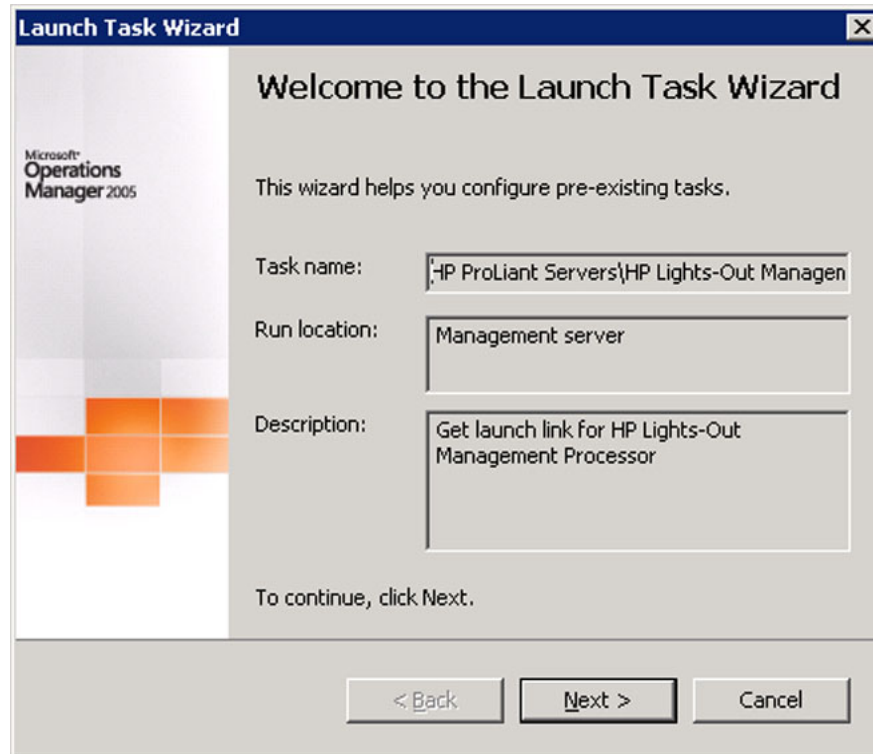 Launch Task Wizard
Welcome to the Launch Task Wizard
Microsoft®
Operations
Manager 2005
This wizard helps you configure pre-existing tasks.
Task name:
HP ProLiant Servers\HP Lights-Out Managen
Run location:
Management server
Description:
Get launch link for HP Lights-Out
Management Processor
To continue, click Next.
< Back
Next >
Cancel